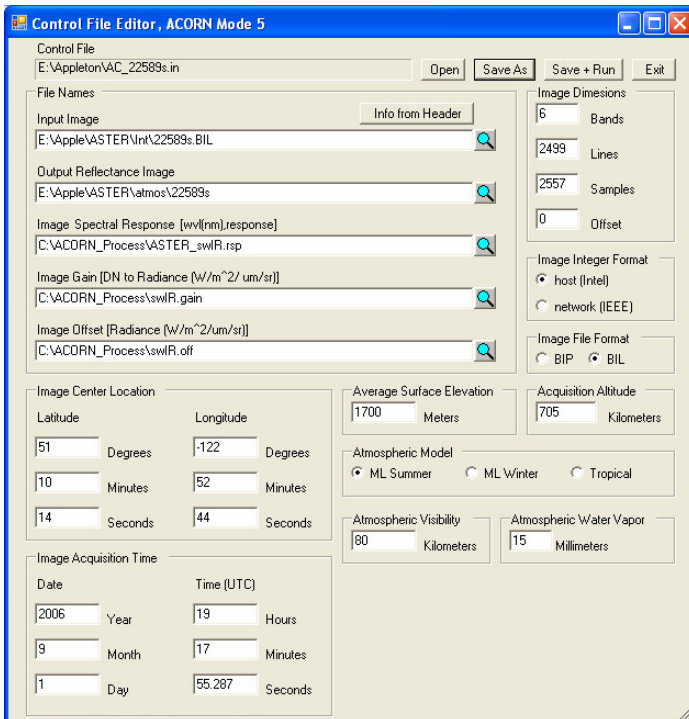 Control File Editor, ACORN Mode 5
Control File
E:\Appleton\AC_22589s.in
Open
Save As
Save + Run
Exit
File Names
Info from Header
Input Image
E:\Apple\ASTER\Int\22589s.BIL
Output Reflectance Image
E:\Apple\ASTER\atmos\22589s
Image Spectral Response [wvl(nm),response]
C:\ACORN_Process\ASTER_swIR.rsp
Image Gain [DN to Radiance (W/m^2/ um/sr)]
C:\ACORN_Process\swIR.gain
Image Offset [Radiance (W/m^2/um/sr)]
C:\ACORN_Process\swIR.off
Image Dimesions
6 Bands
2499 Lines
2557 Samples
0 Offset
Image Integer Format
host (Intel)
network (IEEE)
Image File Format
BIP BIL
Image Center Location
Latitude Longitude
51 Degrees -122 Degrees
10 Minutes 52 Minutes
14 Seconds 44 Seconds
Average Surface Elevation
1700 Meters
Acquisition Altitude
705 Kilometers
Atmospheric Model
ML Summer ML Winter Tropical
Atmospheric Visibility
80 Kilometers
Atmospheric Water Vapor
15 Millimeters
Image Acquisition Time
Date Time (UTC)
2006 Year 19 Hours
9 Month 17 Minutes
1 Day 55.287 Seconds